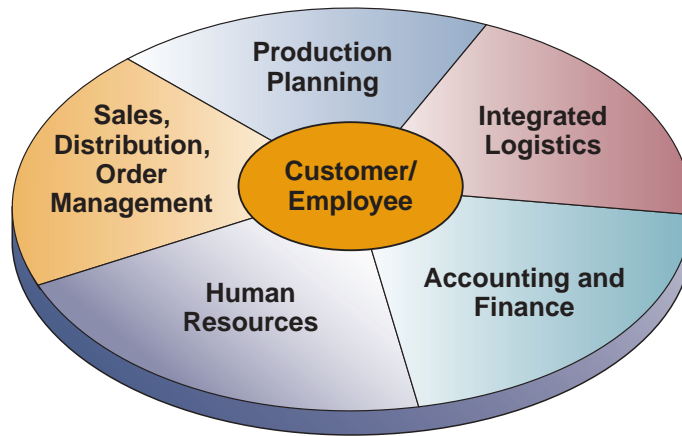 Production
Planning
Sales,
Distribution,
Order
Management
Integrated
Logistics
Customer/
Employee
Human
Resources
Accounting and
Finance